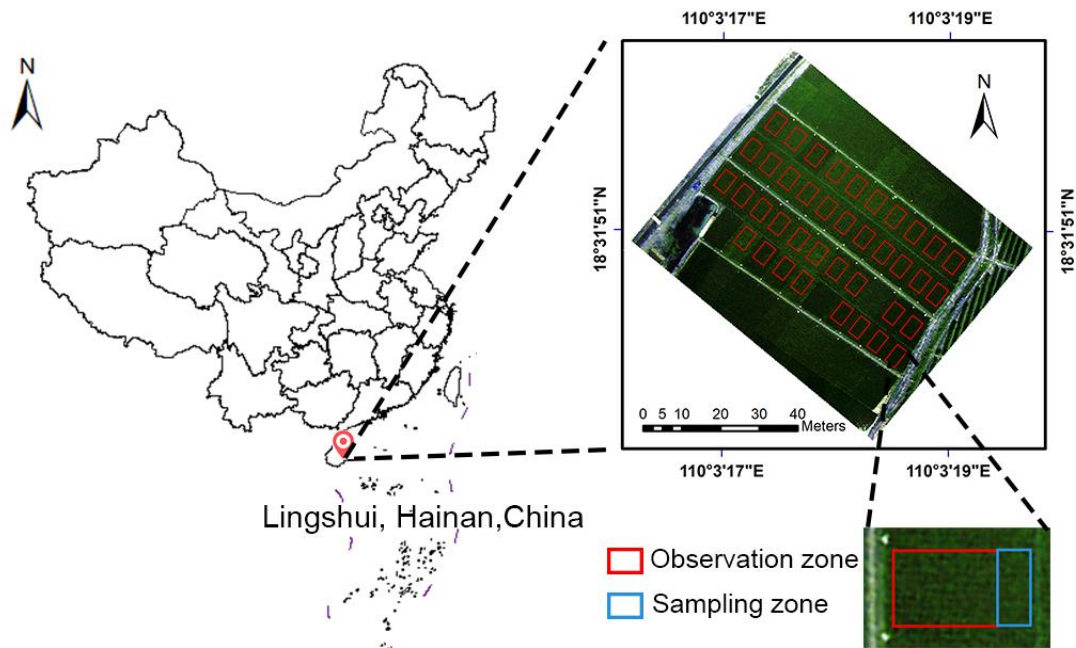 110°3'17"E
110°3'19"E
N
N
18°31'51"N
18°31'51"N
0 5 10 20 30 40
Meters
110°3'17"E
110°3'19"E
Lingshui, Hainan,China
Observation zone
Sampling zone